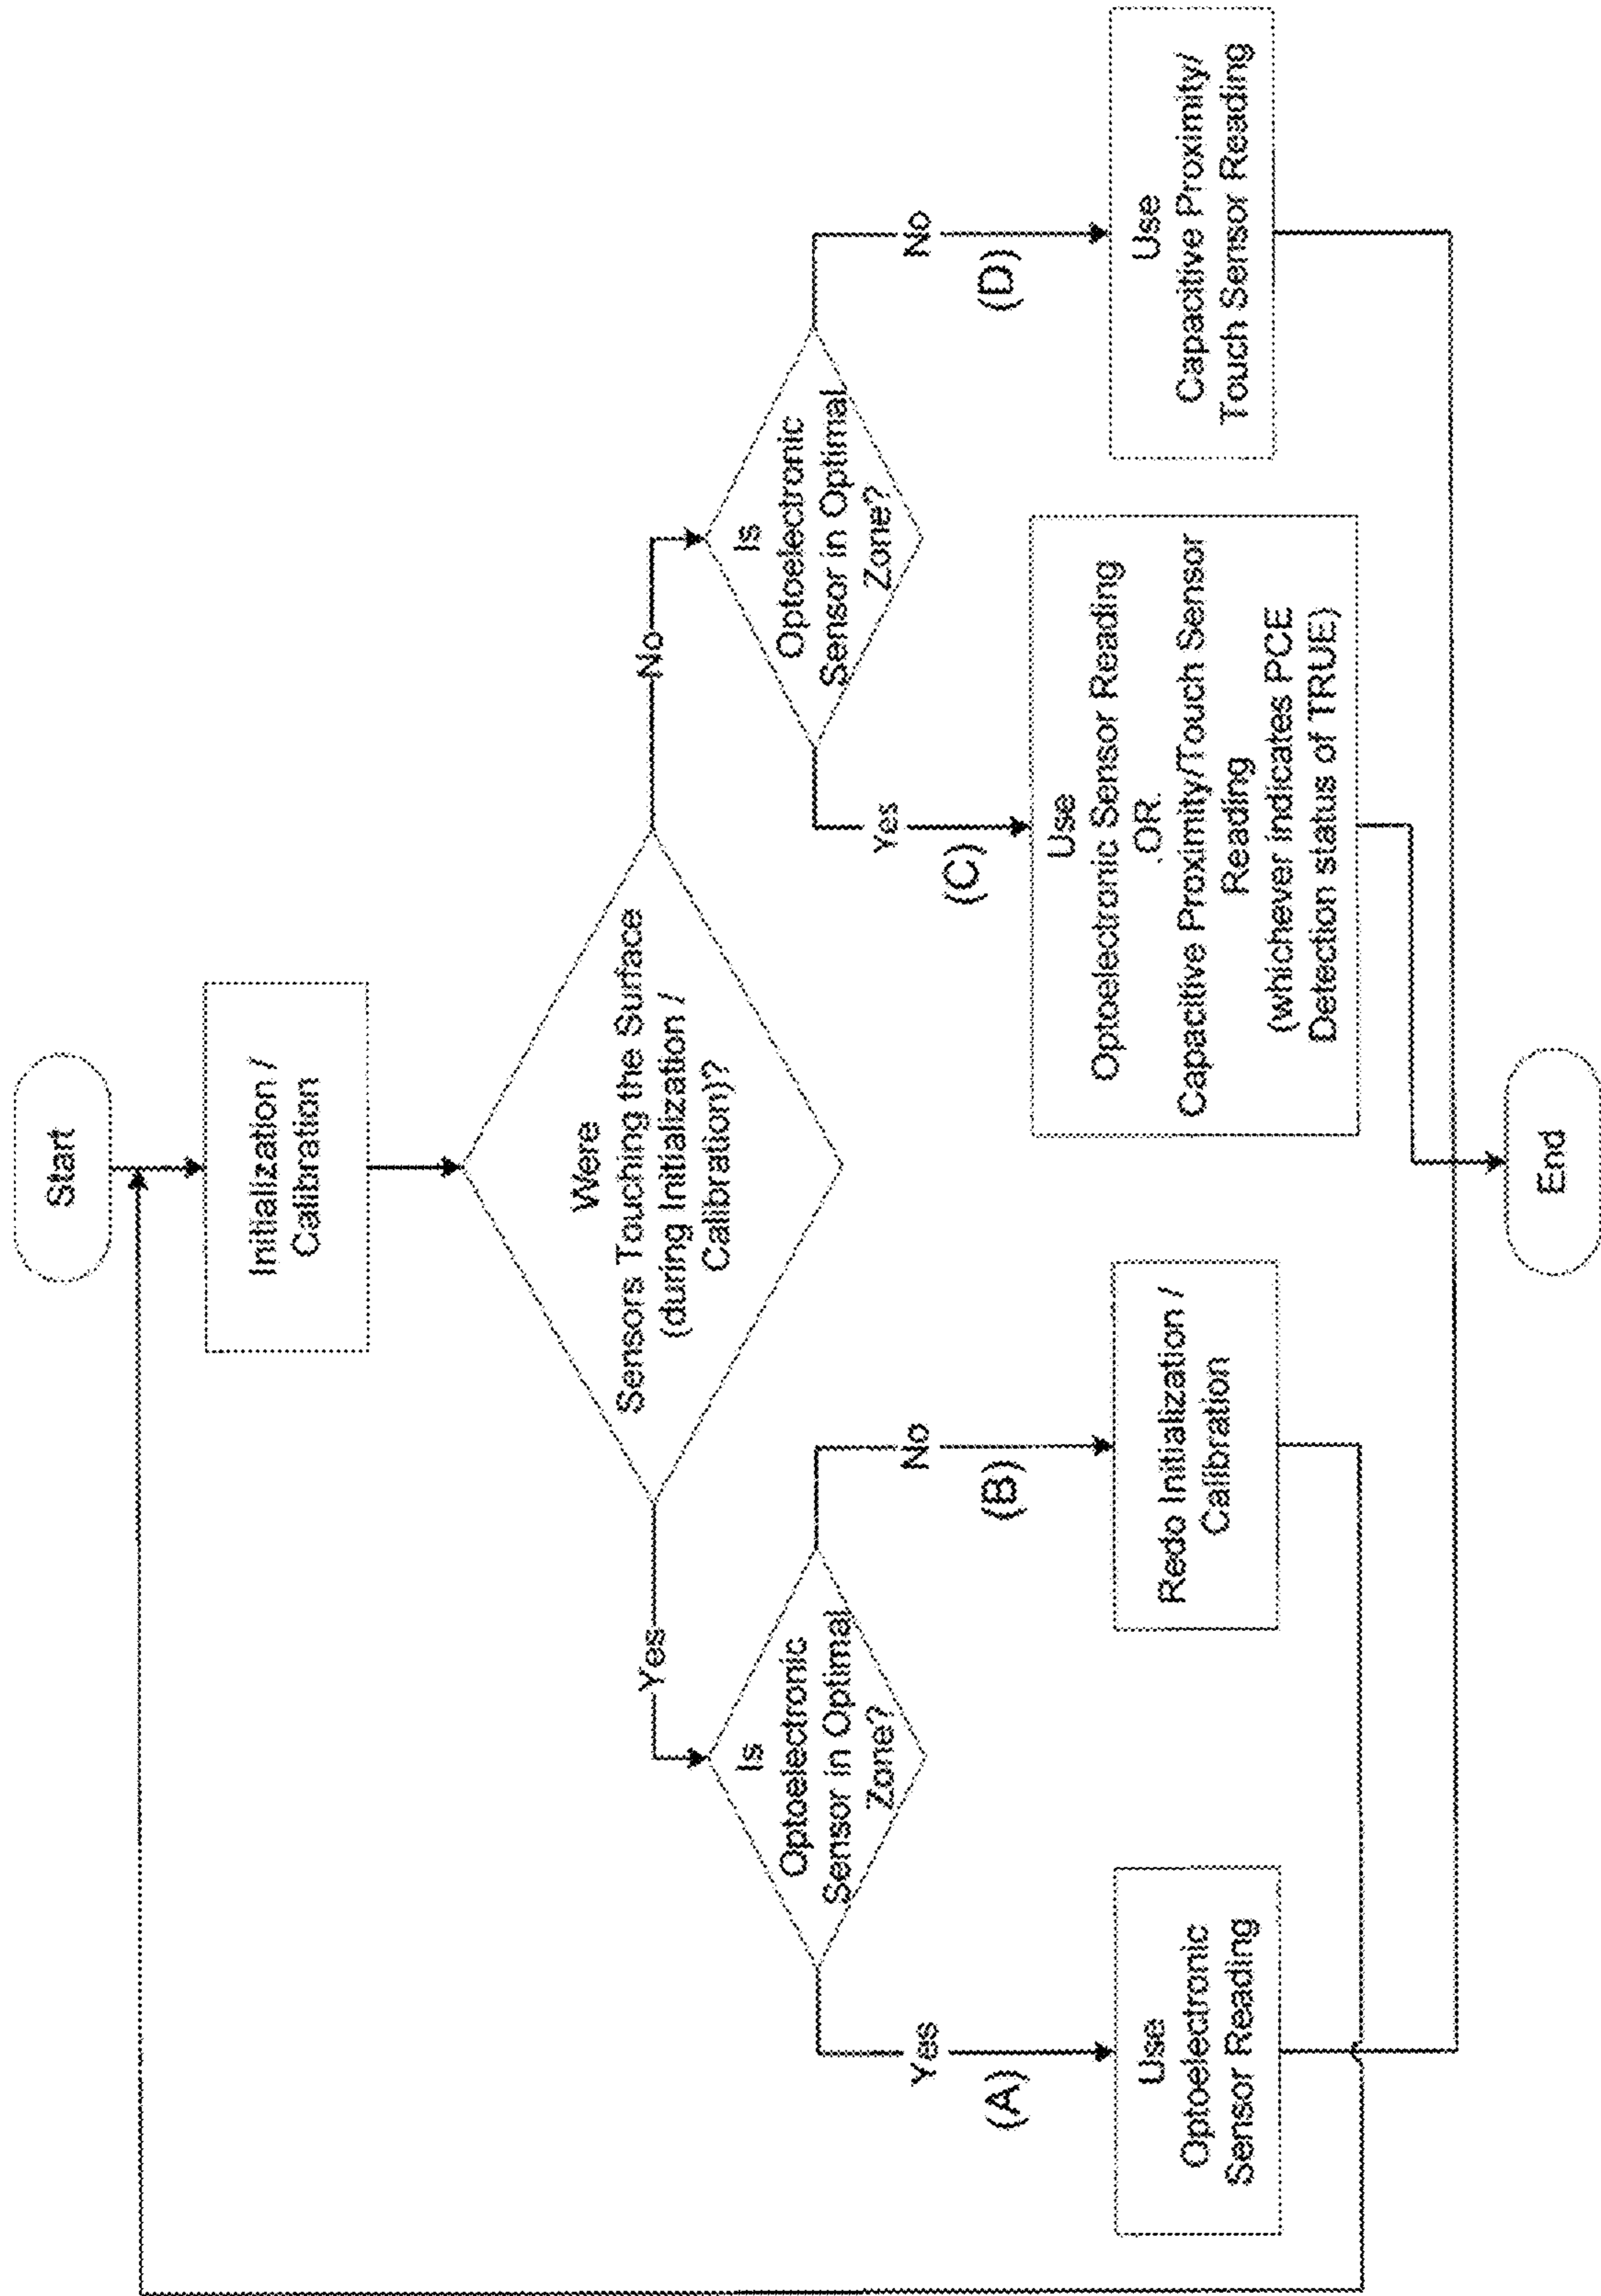 Start
Initialization /
Calibration
Were
Sensors Touching the Surface
(during Initialization /
Calibration)?
Yes
No
Is
Optoelectronic
Sensor in Optimal
Zone?
Is
Optoelectronic
Sensor in Optimal
Zone?
Yes
(A)
No
(B)
Yes
(C)
No
(D)
Use
Optoelectronic
Sensor Reading
Redo Initialization /
Calibration
Use
Optoelectronic Sensor Reading
.OR.
Capacitive Proximity/Touch Sensor
Reading
(whichever indicates PCE
Detection status of TRUE)
Use
Capacitive Proximity/
Touch Sensor Reading
End